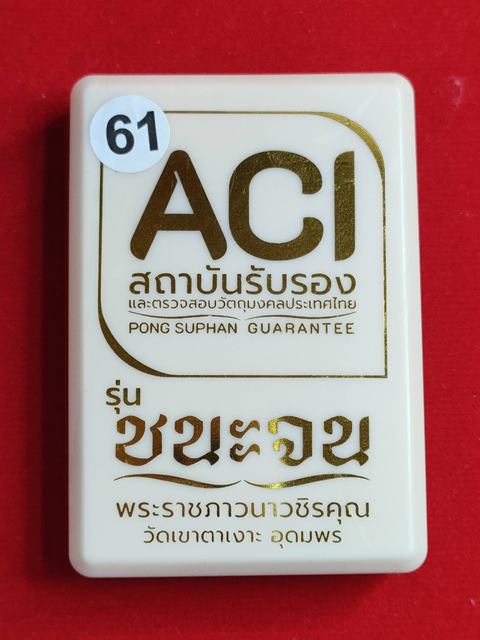 61
ACI
สถาบันรับรอง
และตรวจสอบวัตถุมงคลประเทศไทย
PONG SUPHAN GUARANTEE
รุ่น
ชนะจน
พระราชภาวนาวชิรคุณ
วัดเขาตาเงาะ อุดมพร